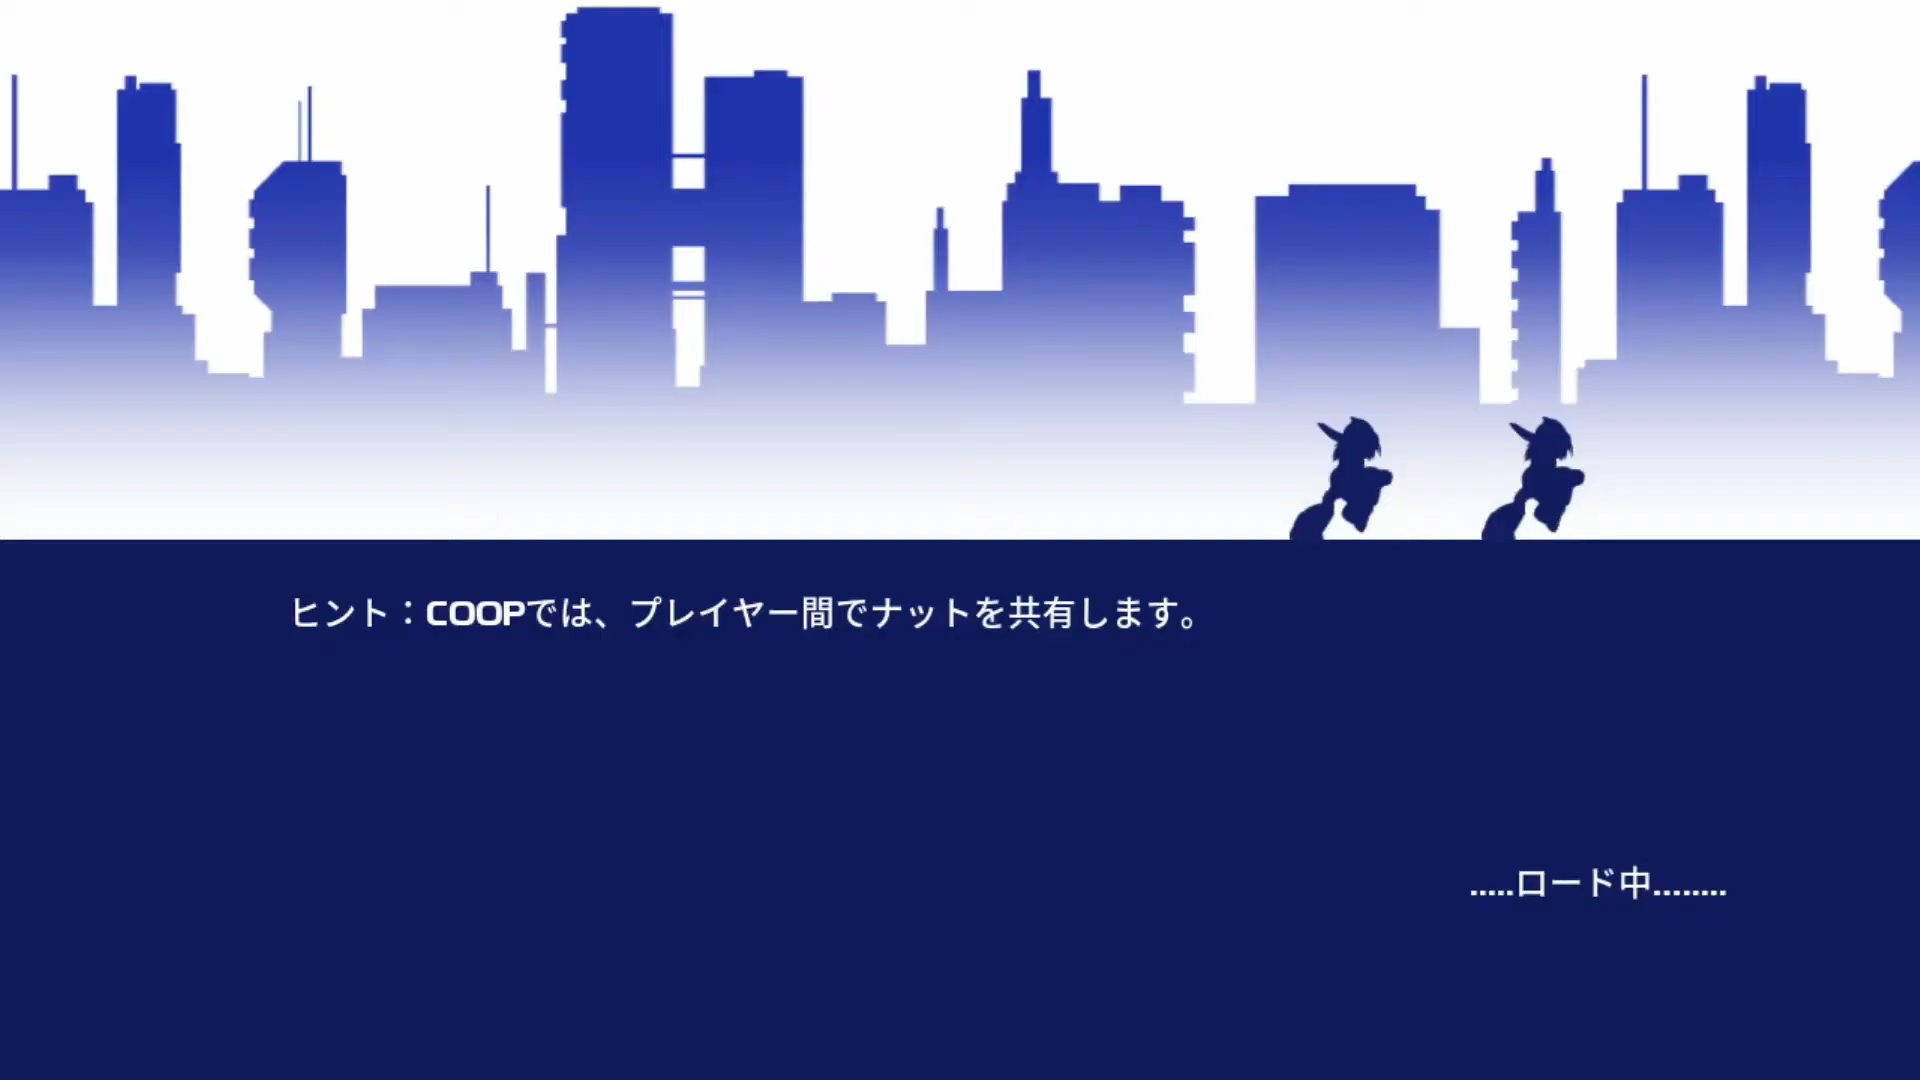 ヒント：COOPでは、プレイヤー間でナットを共有します。
.....ロード中........